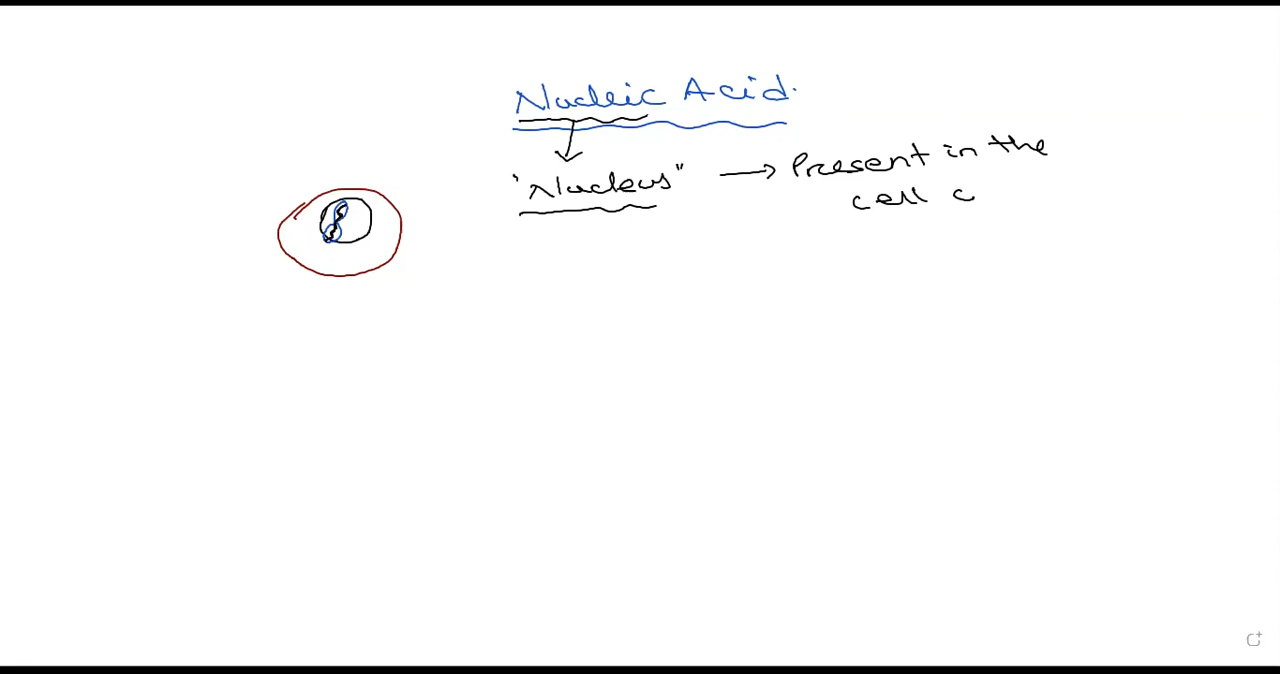 Nucleic Acid.
"Nucleus" → Present in the
cell c